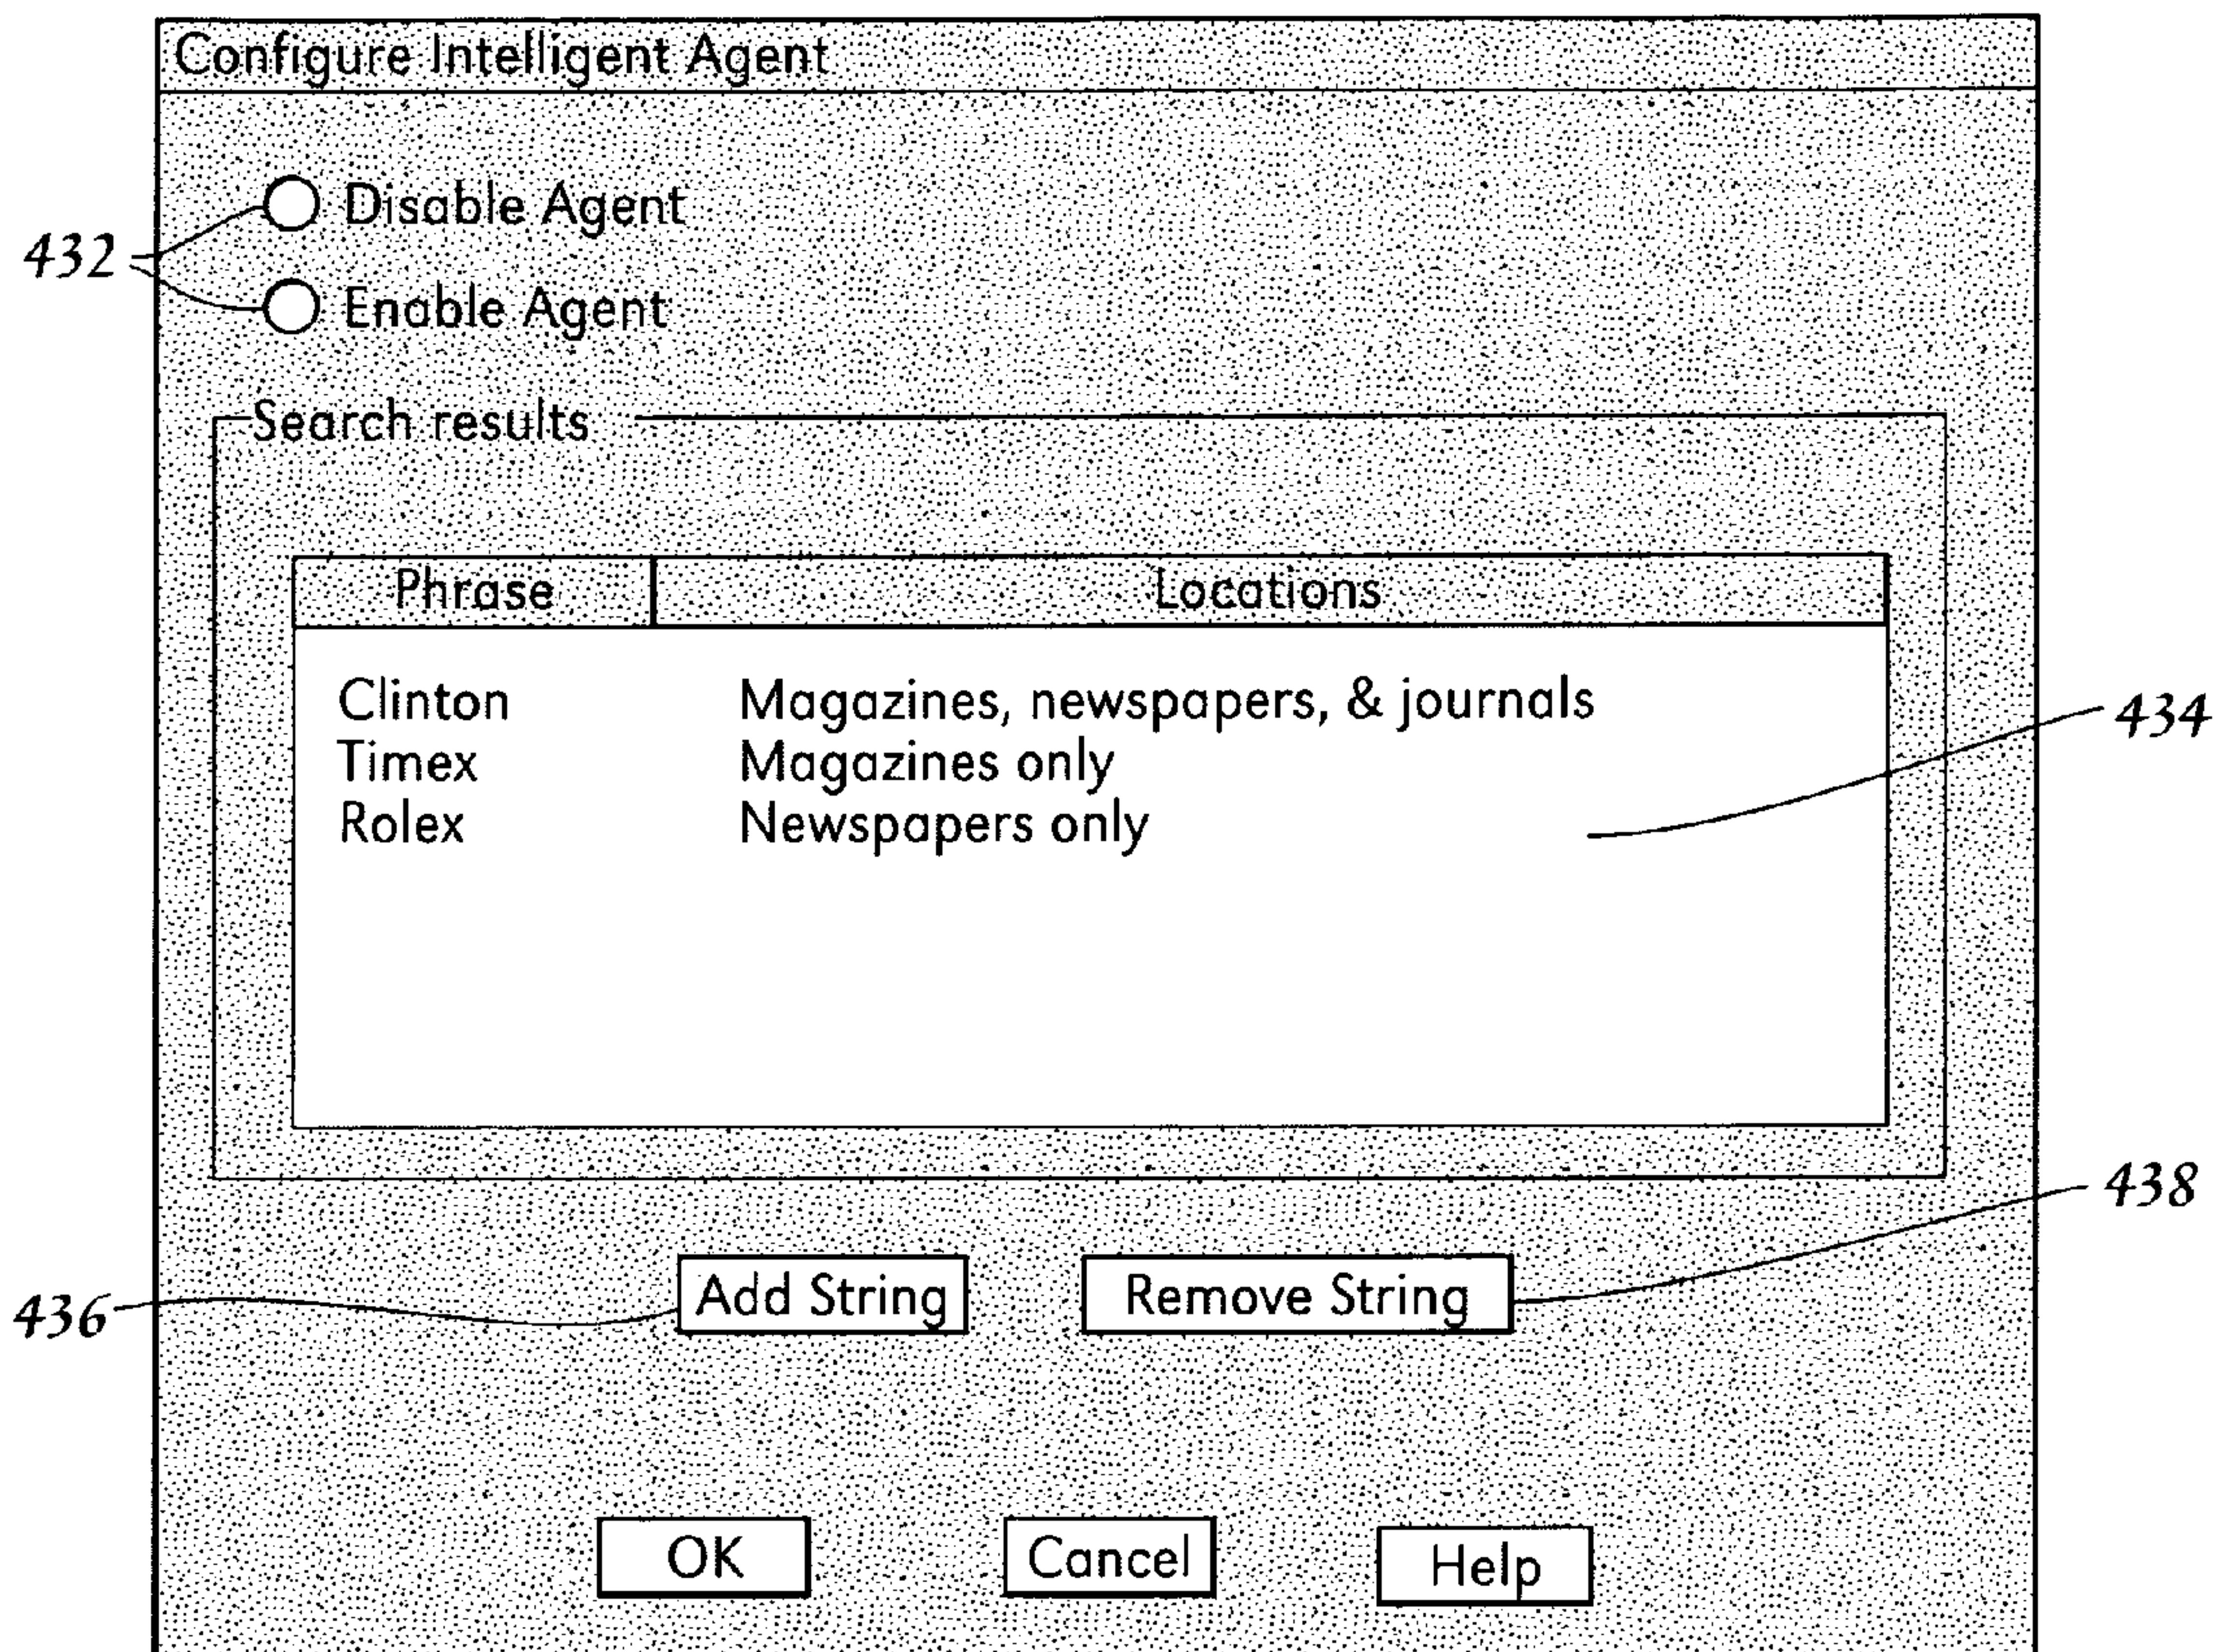 Configure Intelligent Agent
Disable Agent
432
Enable Agent
Search results
Phrase Locations
Clinton Magazines, newspapers, & journals
434
Timex Magazines only
Rolex Newspapers only
438
Add String Remove String
436
OK Cancel Help